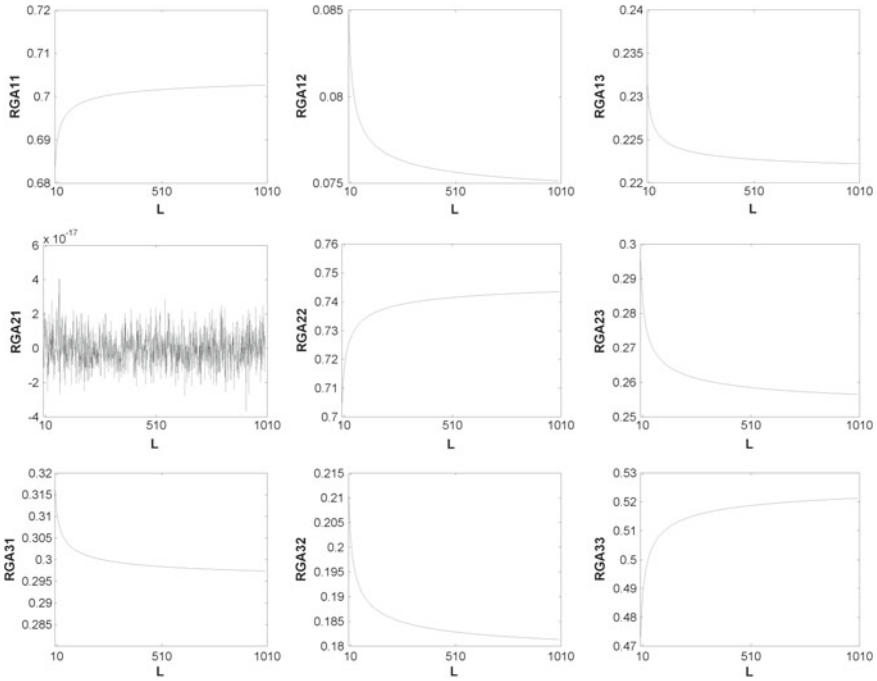 0.72
0.71
0.7
0.69
0.68
RGA11
10 510 1010
L
0.085
0.08
0.075
RGA12
10 510 1010
L
0.24
0.235
0.23
0.225
0.22
RGA13
10 510 1010
L
x 10-17
6
4
2
0
-2
-4
RGA21
10 510 1010
L
0.76
0.75
0.74
0.73
0.72
0.71
0.7
RGA22
10 510 1010
L
0.3
0.29
0.28
0.27
0.26
0.25
RGA23
10 510 1010
L
0.32
0.315
0.31
0.305
0.3
0.295
0.29
0.285
RGA31
10 510 1010
L
0.215
0.21
0.205
0.2
0.195
0.19
0.185
0.18
RGA32
10 510 1010
L
0.53
0.52
0.51
0.5
0.49
0.48
0.47
RGA33
10 510 1010
L